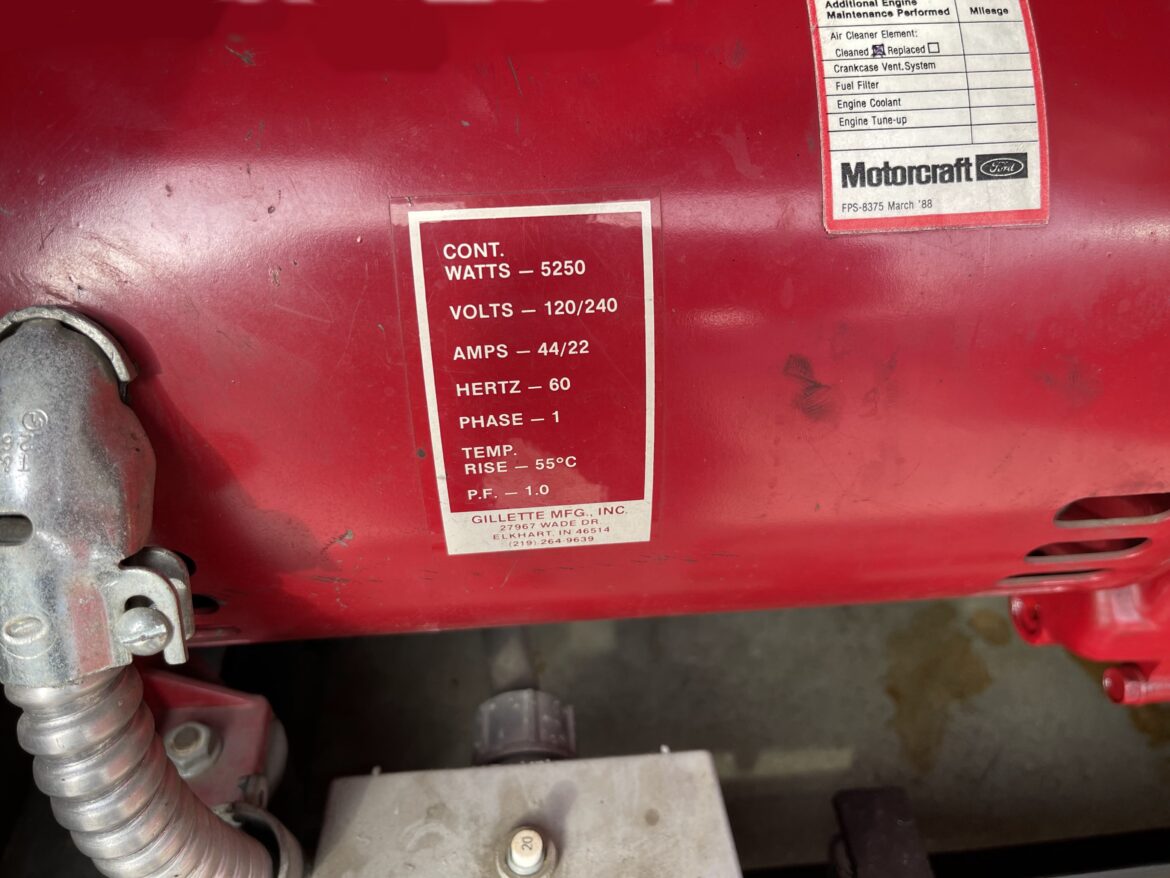 Additional Engine
Maintenance Performed Mileage
Air Cleaner Element:
Cleaned Replaced
Crankcase Vent.System
Fuel Filter
Engine Coolant
Engine Tune-up
Motorcraft Ford
FPS-8375 March '88
CONT.
WATTS — 5250
VOLTS — 120/240
AMPS — 44/22
HERTZ — 60
PHASE — 1
TEMP.
RISE — 55°C
P.F. — 1.0
GILLETTE MFG., INC.
27967 WADE DR.
ELKHART, IN 46514
(219) 264-9639
20